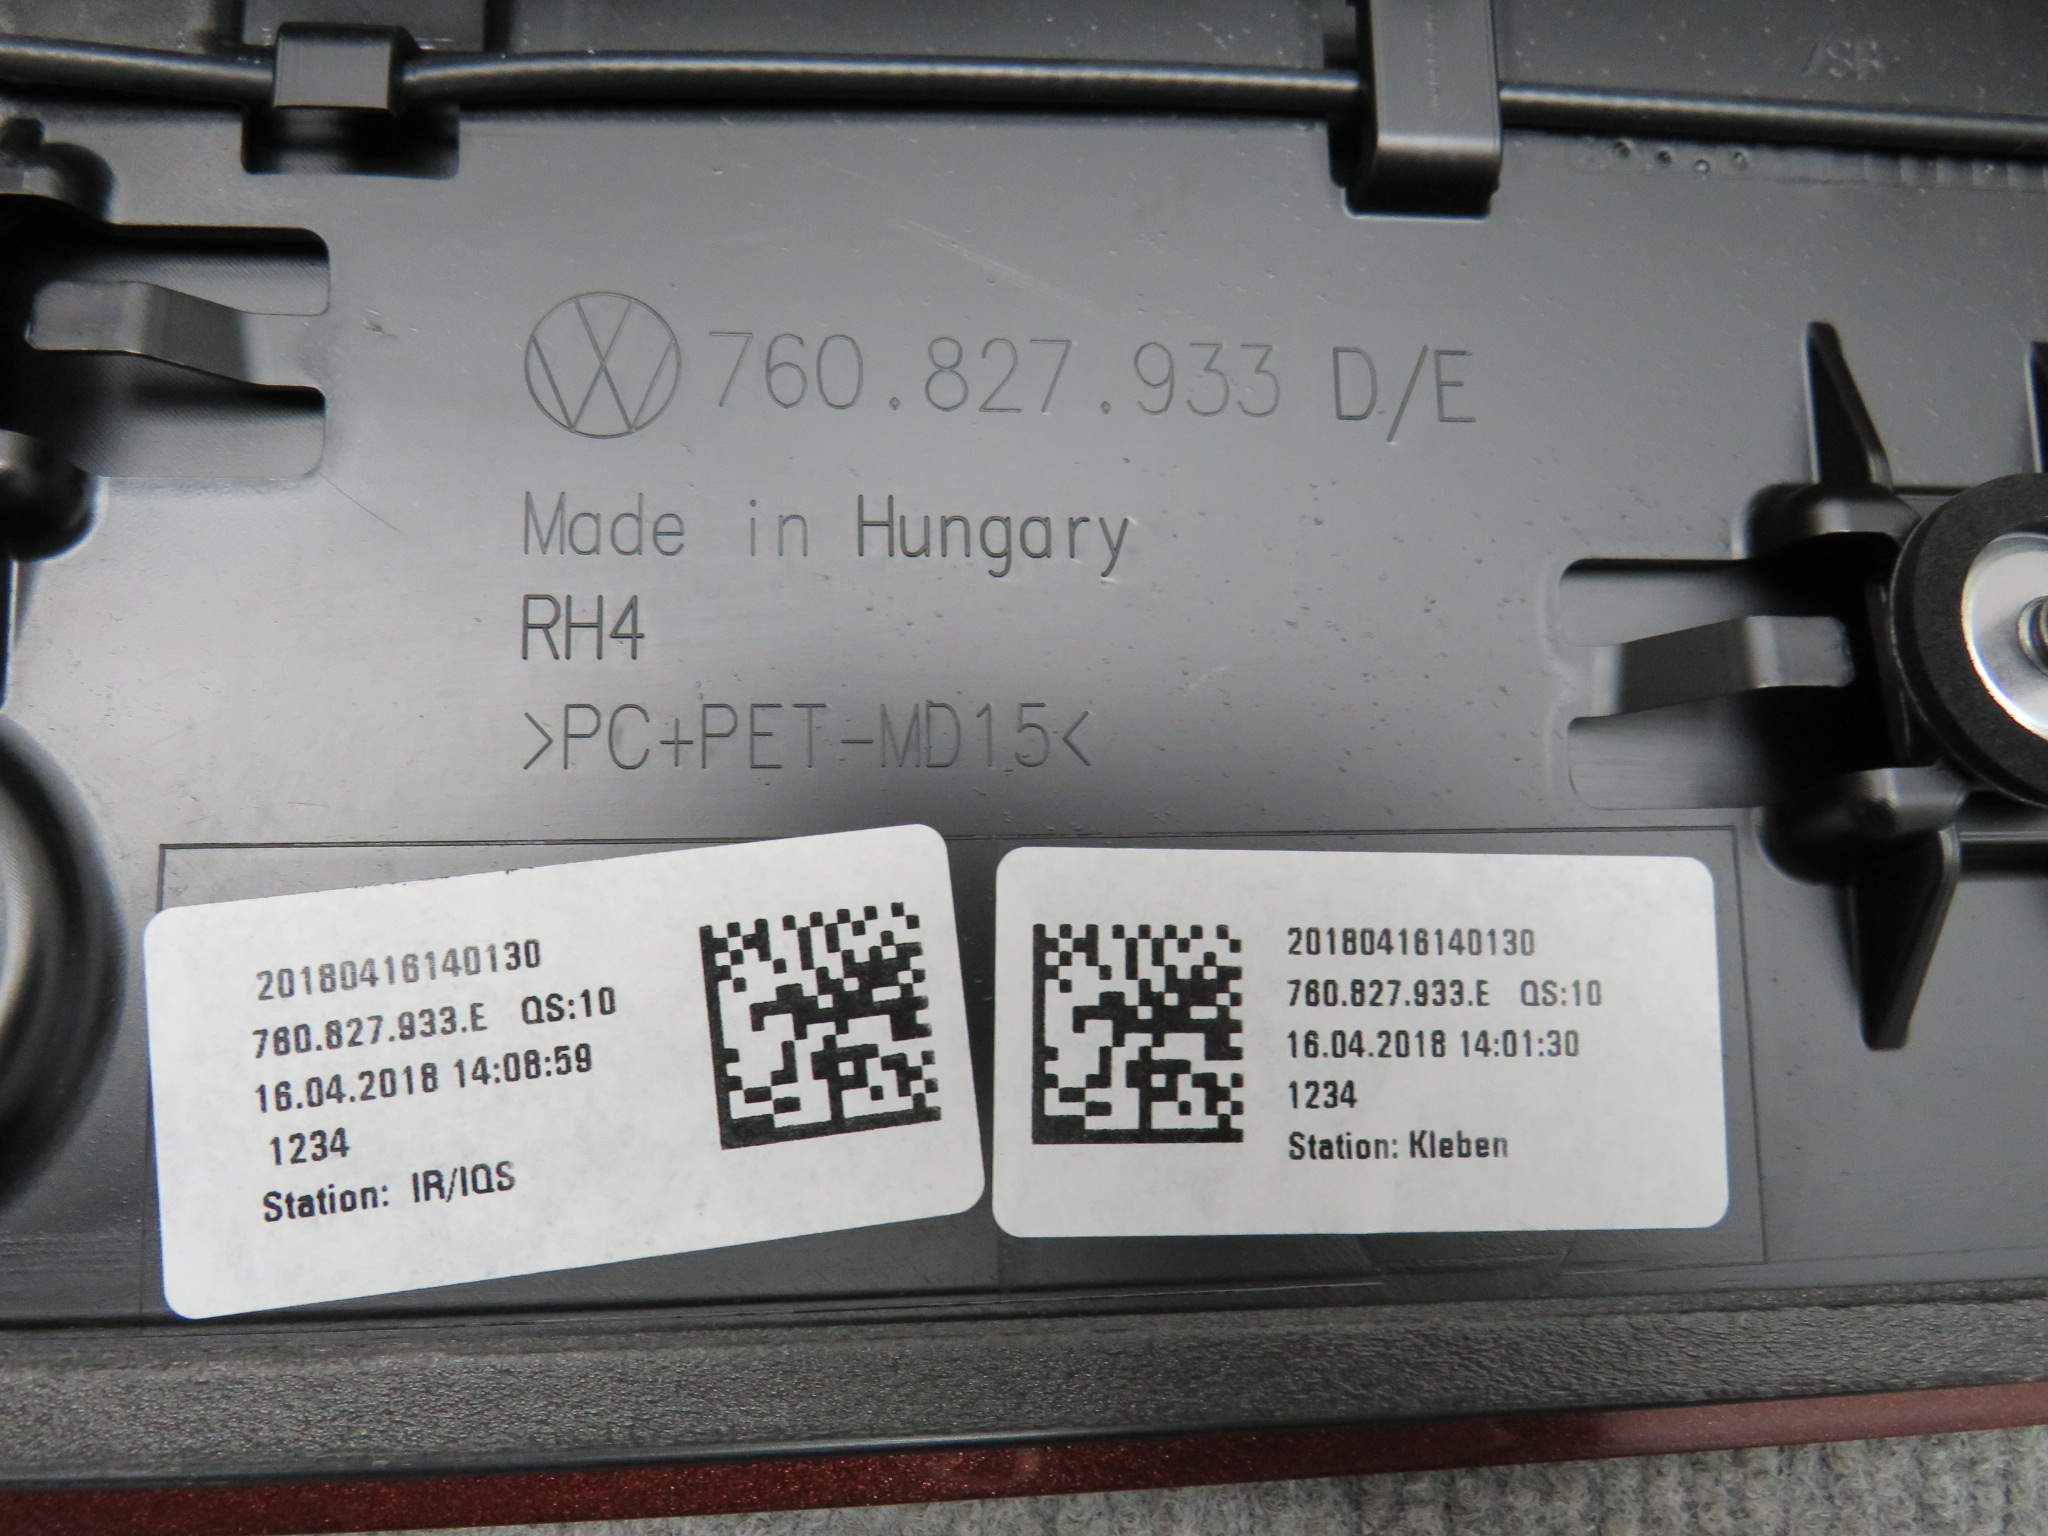 ZSB
760.827.933 D/E
Made in Hungary
RH4
>PC+PET-MD15<
20180416140130
760.827.933.E QS:10
16.04.2018 14:08:59
1234
Station: IR/IQS
20180416140130
760.827.933.E QS:10
16.04.2018 14:01:30
1234
Station: Kleben